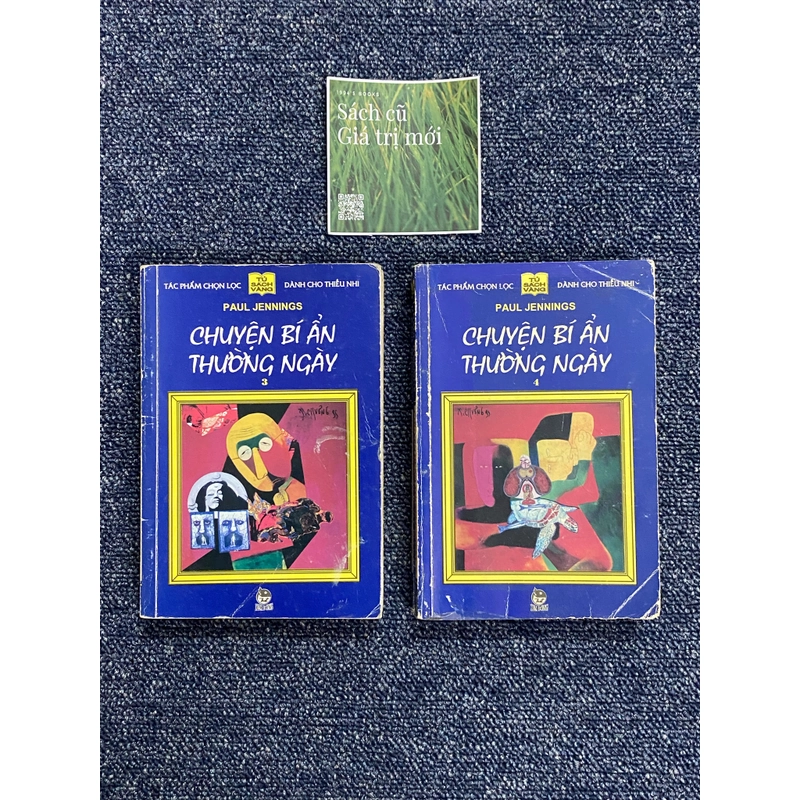 Sách cũ
Giá trị mới
TÁC PHẨM CHỌN LỌC
TỦ SÁCH VÀNG
DÀNH CHO THIẾU NHI
PAUL JENNINGS
CHUYỆN BÍ ẨN
THƯỜNG NGÀY
3
TÁC PHẨM CHỌN LỌC
TỦ SÁCH VÀNG
DÀNH CHO THIẾU NHI
PAUL JENNINGS
CHUYỆN BÍ ẨN
THƯỜNG NGÀY
4